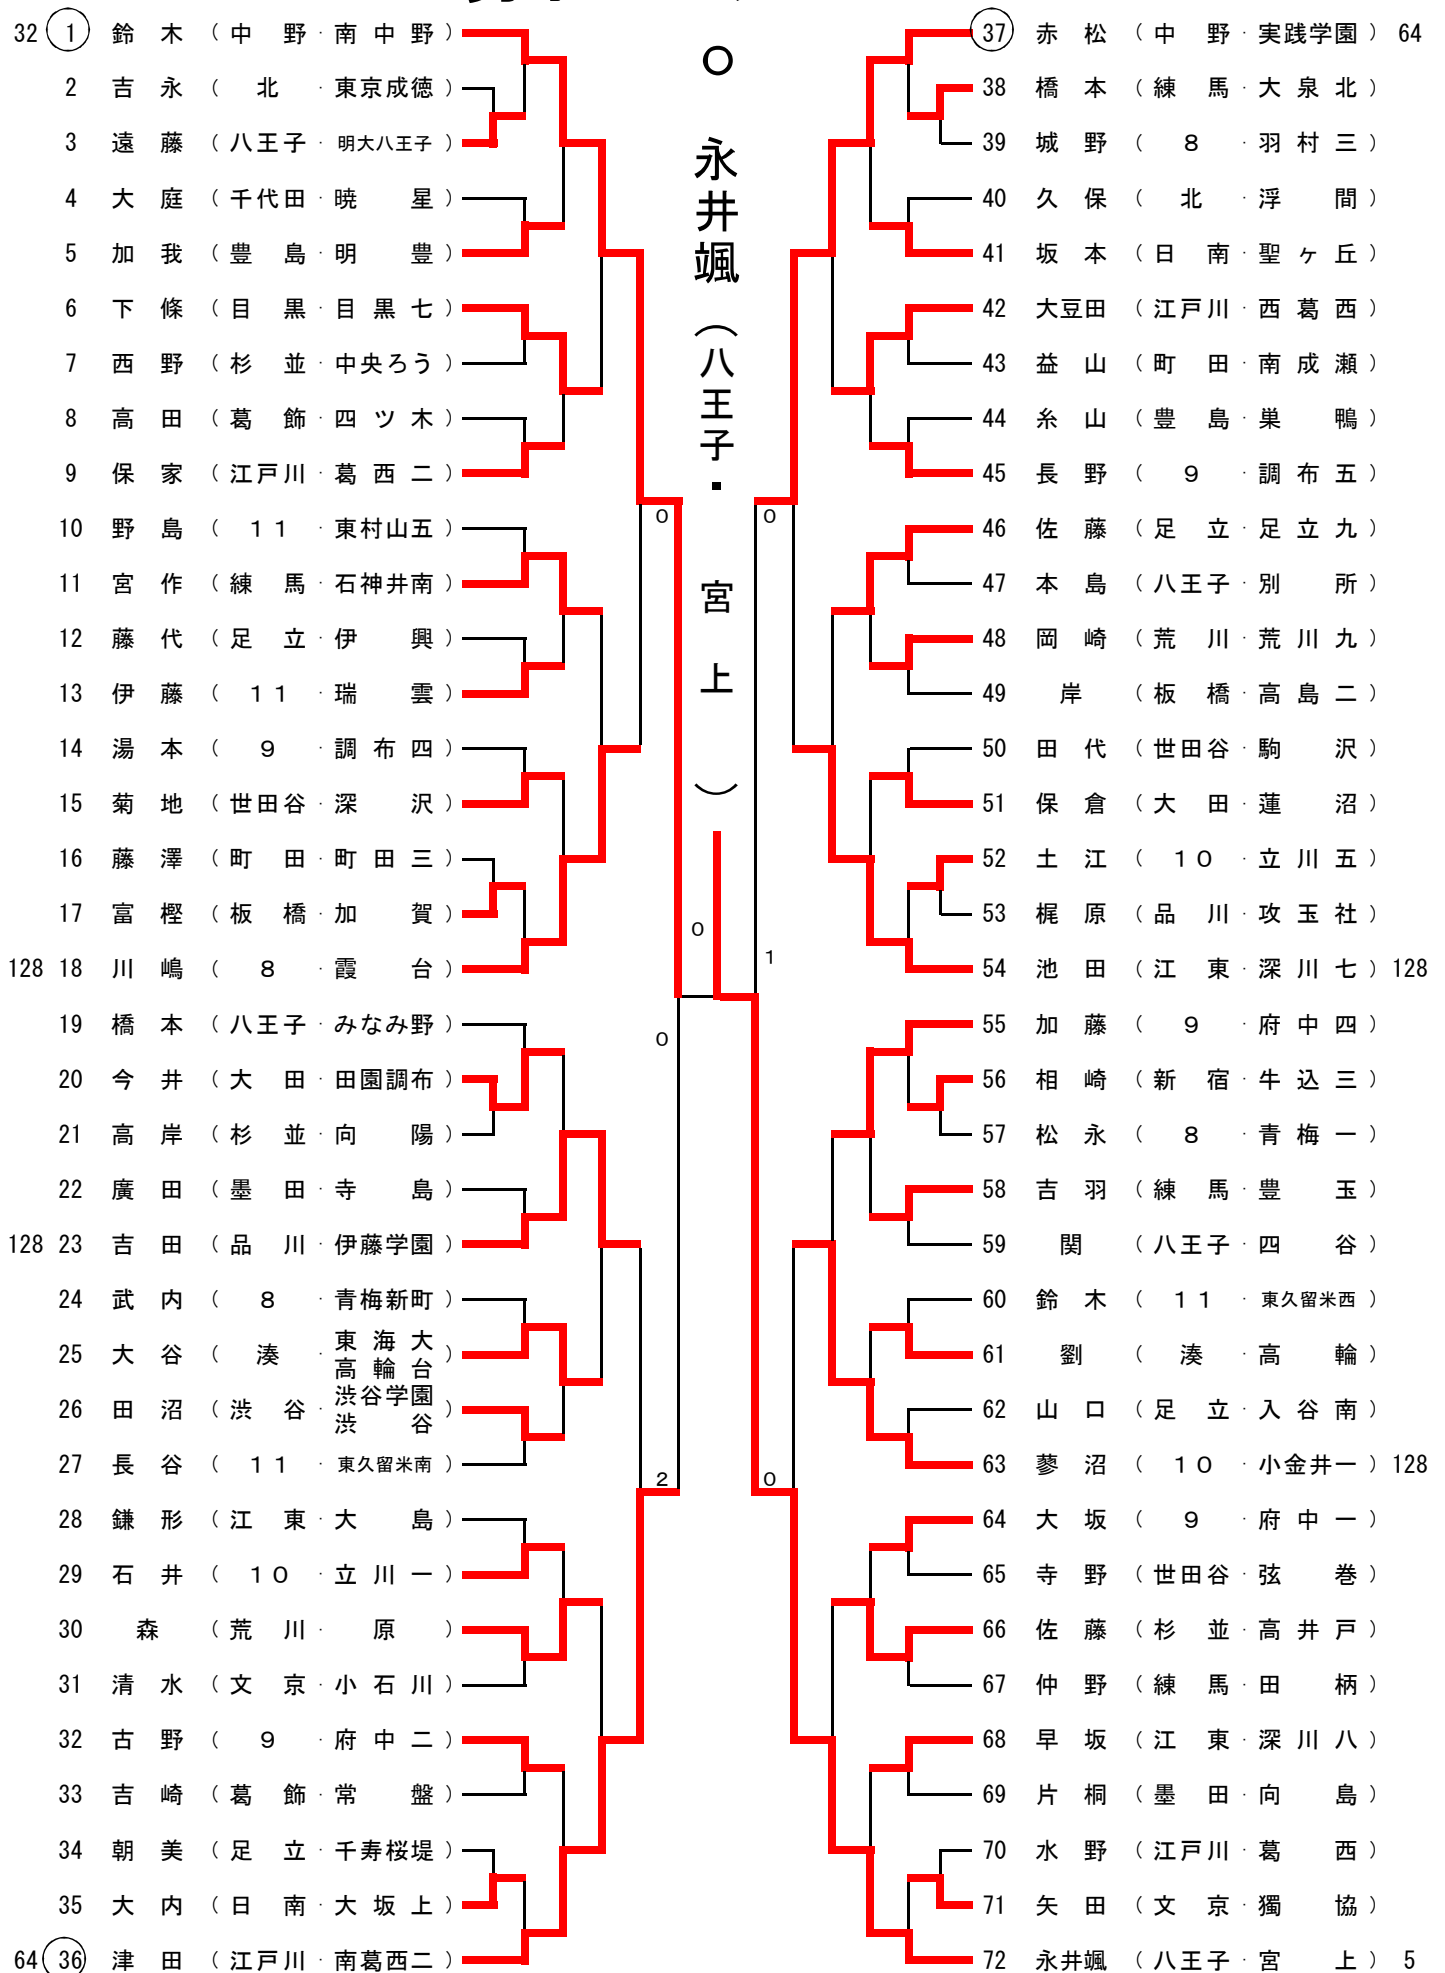 32 1 鈴木 （中野・南中野）
2 吉永 （北・東京成徳）
3 遠藤 （八王子・明大八王子）
4 大庭 （千代田・暁星）
5 加我 （豊島・明豊）
6 下條 （目黒・目黒七）
7 西野 （杉並・中央ろう）
8 高田 （葛飾・四ツ木）
9 保家 （江戸川・葛西二）
10 野島 （11・東村山五）
11 宮作 （練馬・石神井南）
12 藤代 （足立・伊興）
13 伊藤 （11・瑞雲）
14 湯本 （9・調布四）
15 菊地 （世田谷・深沢）
16 藤澤 （町田・町田三）
17 富樫 （板橋・加賀）
128 18 川嶋 （8・霞台）
19 橋本 （八王子・みなみ野）
20 今井 （大田・田園調布）
21 高岸 （杉並・向陽）
22 廣田 （墨田・寺島）
128 23 吉田 （品川・伊藤学園）
24 武内 （8・青梅新町）
25 大谷 （湊・東海大高輪台）
26 田沼 （渋谷・渋谷学園渋谷）
27 長谷 （11・東久留米南）
28 鎌形 （江東・大島）
29 石井 （10・立川一）
30 森 （荒川・原）
31 清水 （文京・小石川）
32 古野 （9・府中二）
33 吉崎 （葛飾・常盤）
34 朝美 （足立・千寿桜堤）
35 大内 （日南・大坂上）
64 36 津田 （江戸川・南葛西二）
○ 永井颯（八王子・宮上）
0
0
0
1
0
2
0
37 赤松 （中野・実践学園） 64
38 橋本 （練馬・大泉北）
39 城野 （8・羽村三）
40 久保 （北・浮間）
41 坂本 （日南・聖ヶ丘）
42 大豆田 （江戸川・西葛西）
43 益山 （町田・南成瀬）
44 糸山 （豊島・巣鴨）
45 長野 （9・調布五）
46 佐藤 （足立・足立九）
47 本島 （八王子・別所）
48 岡崎 （荒川・荒川九）
49 岸 （板橋・高島二）
50 田代 （世田谷・駒沢）
51 保倉 （大田・蓮沼）
52 土江 （10・立川五）
53 梶原 （品川・攻玉社）
54 池田 （江東・深川七） 128
55 加藤 （9・府中四）
56 相崎 （新宿・牛込三）
57 松永 （8・青梅一）
58 吉羽 （練馬・豊玉）
59 関 （八王子・四谷）
60 鈴木 （11・東久留米西）
61 劉 （湊・高輪）
62 山口 （足立・入谷南）
63 蓼沼 （10・小金井一） 128
64 大坂 （9・府中一）
65 寺野 （世田谷・弦巻）
66 佐藤 （杉並・高井戸）
67 仲野 （練馬・田柄）
68 早坂 （江東・深川八）
69 片桐 （墨田・向島）
70 水野 （江戸川・葛西）
71 矢田 （文京・獨協）
72 永井颯 （八王子・宮上） 5